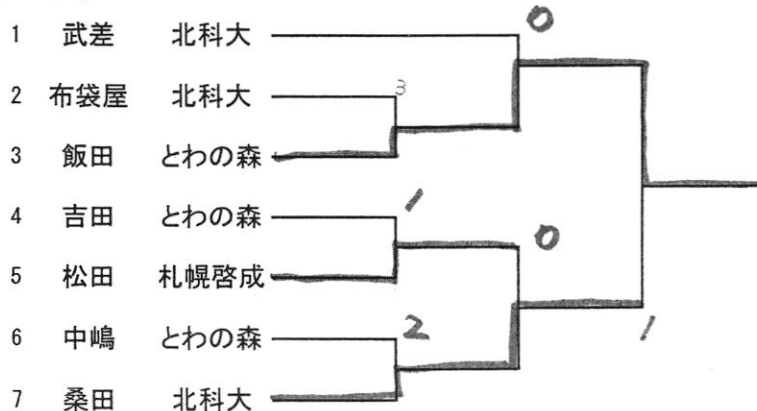 0
1 武差 北科大
2 布袋屋 北科大 3
3 飯田 とわの森
4 吉田 とわの森 1
5 松田 札幌啓成 0
6 中嶋 とわの森 2 1
7 桑田 北科大